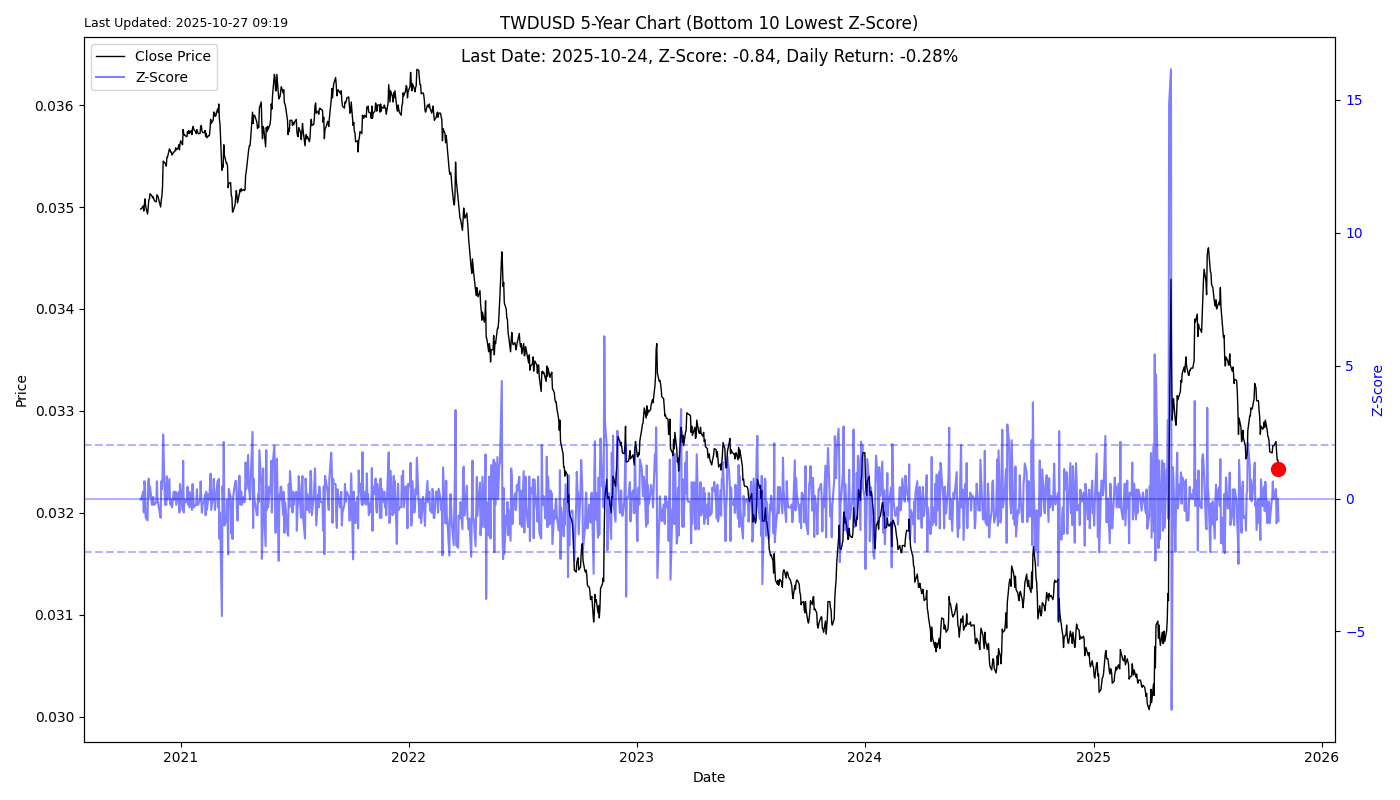 Last Updated: 2025-10-27 09:19
TWDUSD 5-Year Chart (Bottom 10 Lowest Z-Score)
Last Date: 2025-10-24, Z-Score: -0.84, Daily Return: -0.28%
Close Price
Z-Score
Price
0.036
0.035
0.034
0.033
0.032
0.031
0.030
15
10
5
0
−5
Z-Score
2021
2022
2023
2024
2025
2026
Date